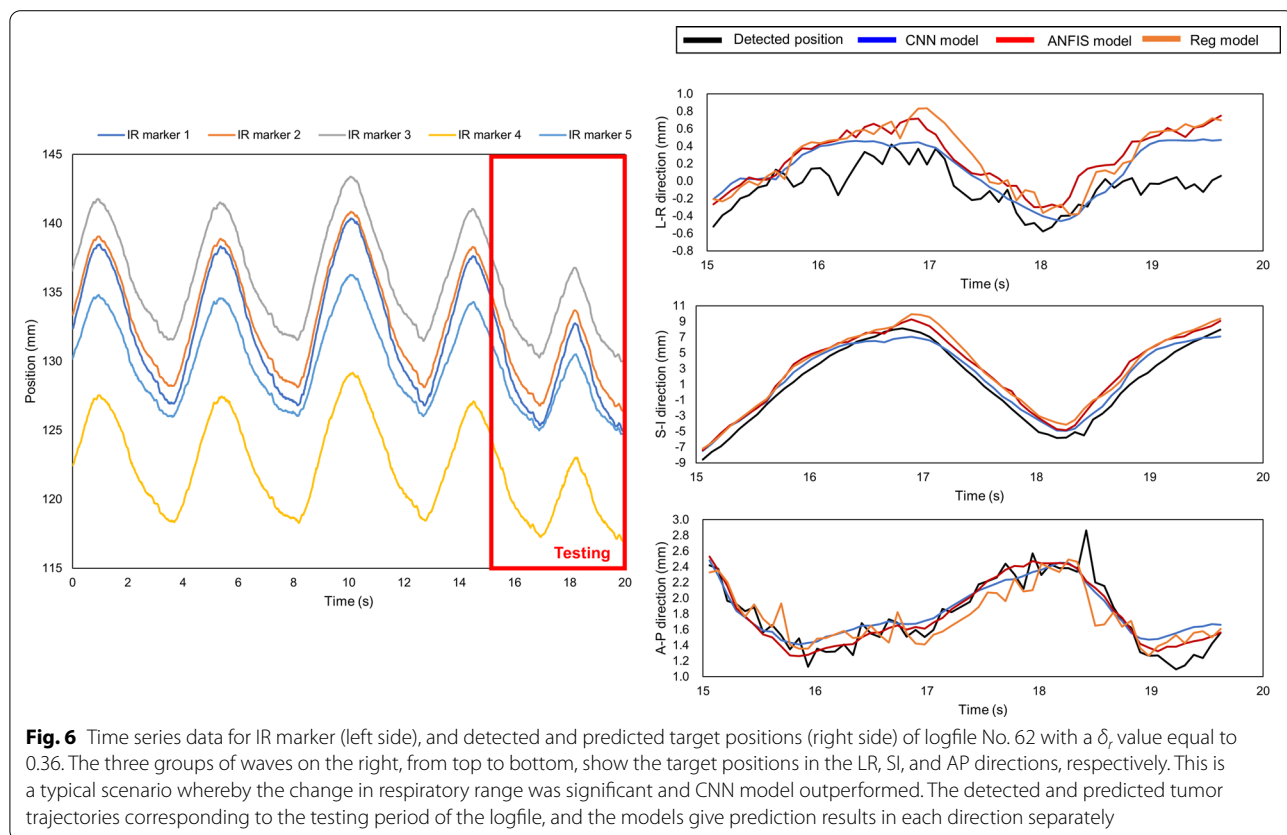 Detected position CNN model ANFIS model Reg model
IR marker 1 IR marker 2 IR marker 3 IR marker 4 IR marker 5
145
140
135
130
125
120
115
Position (mm)
0 2 4 6 8 10 12 14 16 18 20
Time (s)
Testing
1.0
0.8
0.6
0.4
0.2
0.0
-0.2
-0.4
-0.6
-0.8
L-R direction (mm)
15 16 17 18 19 20
Time (s)
11
9
7
5
3
1
-1
-3
-5
-7
-9
S-I direction (mm)
15 16 17 18 19 20
Time (s)
3.0
2.8
2.6
2.4
2.2
2.0
1.8
1.6
1.4
1.2
1.0
A-P direction (mm)
15 16 17 18 19 20
Time (s)
Fig. 6 Time series data for IR marker (left side), and detected and predicted target positions (right side) of logfile No. 62 with a δr value equal to
0.36. The three groups of waves on the right, from top to bottom, show the target positions in the LR, SI, and AP directions, respectively. This is
a typical scenario whereby the change in respiratory range was significant and CNN model outperformed. The detected and predicted tumor
trajectories corresponding to the testing period of the logfile, and the models give prediction results in each direction separately